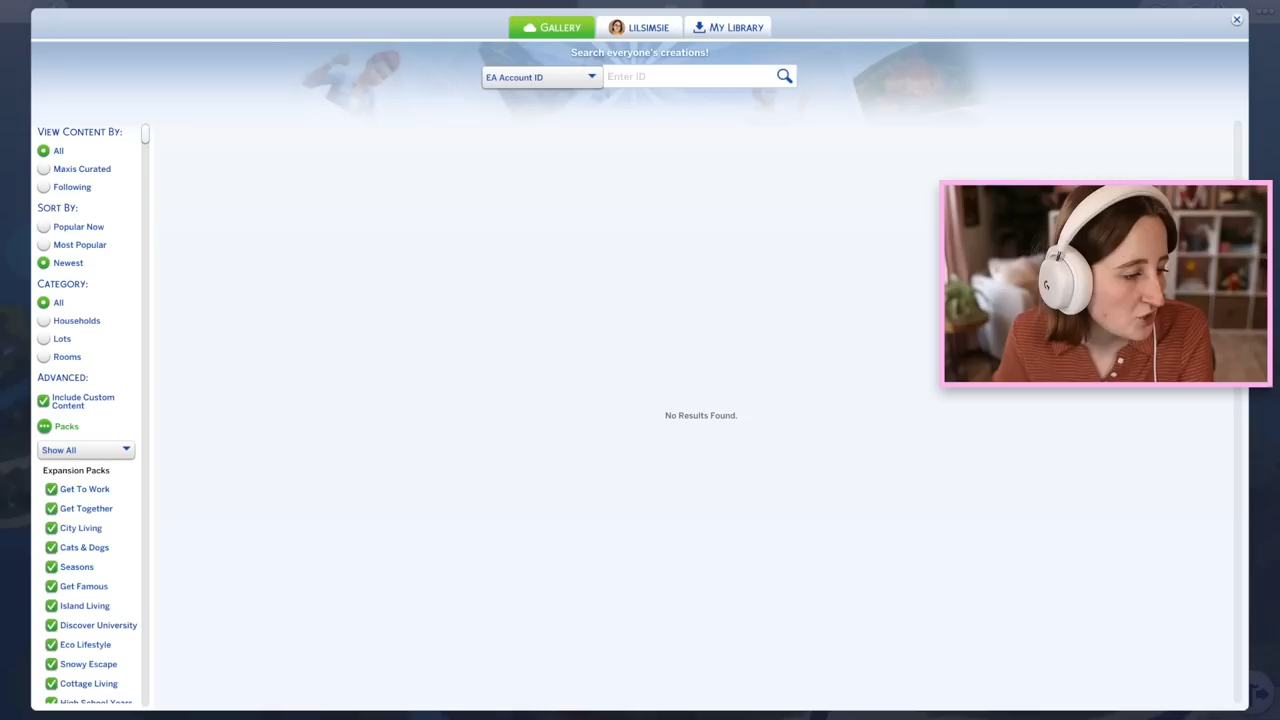 GALLERY
LILSIMSIE
MY LIBRARY
Search everyone's creations!
EA Account ID
Enter ID
VIEW CONTENT BY:
All
Maxis Curated
Following
SORT BY:
Popular Now
Most Popular
Newest
CATEGORY:
All
Households
Lots
Rooms
ADVANCED:
Include Custom
Content
Packs
Show All
Expansion Packs
Get To Work
Get Together
City Living
Cats & Dogs
Seasons
Get Famous
Island Living
Discover University
Eco Lifestyle
Snowy Escape
Cottage Living
High School Years
No Results Found.